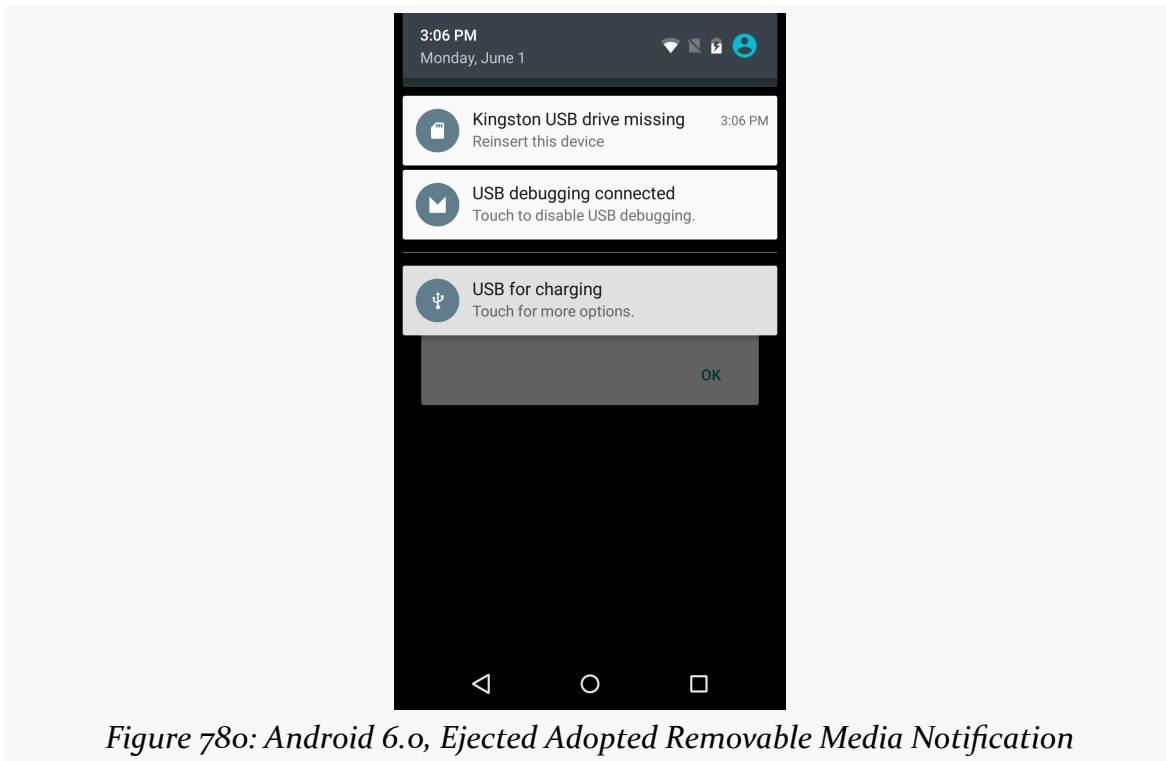 3:06 PM
Monday, June 1
Kingston USB drive missing 3:06 PM
Reinsert this device
USB debugging connected
Touch to disable USB debugging.
USB for charging
Touch for more options.
OK
Figure 780: Android 6.0, Ejected Adopted Removable Media Notification